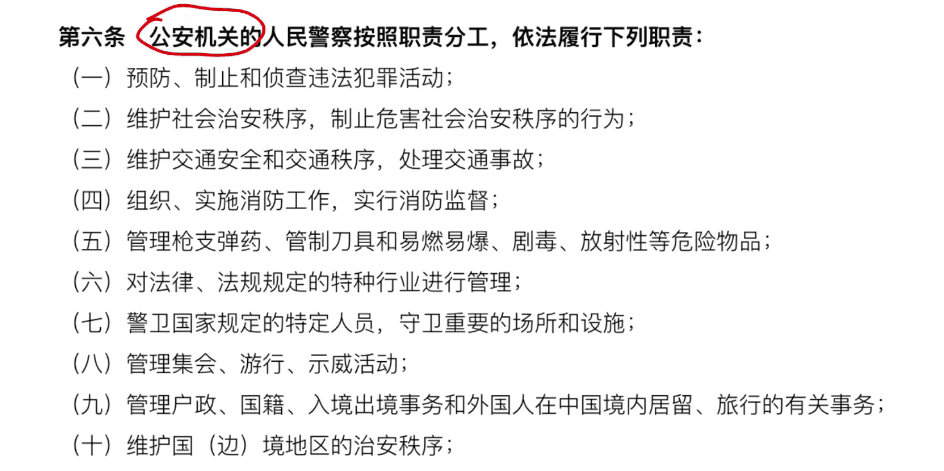 第六条 公安机关的人民警察按照职责分工，依法履行下列职责：
（一）预防、制止和侦查违法犯罪活动；
（二）维护社会治安秩序，制止危害社会治安秩序的行为；
（三）维护交通安全和交通秩序，处理交通事故；
（四）组织、实施消防工作，实行消防监督；
（五）管理枪支弹药、管制刀具和易燃易爆、剧毒、放射性等危险物品；
（六）对法律、法规规定的特种行业进行管理；
（七）警卫国家规定的特定人员，守卫重要的场所和设施；
（八）管理集会、游行、示威活动；
（九）管理户政、国籍、入境出境事务和外国人在中国境内居留、旅行的有关事务；
（十）维护国（边）境地区的治安秩序；